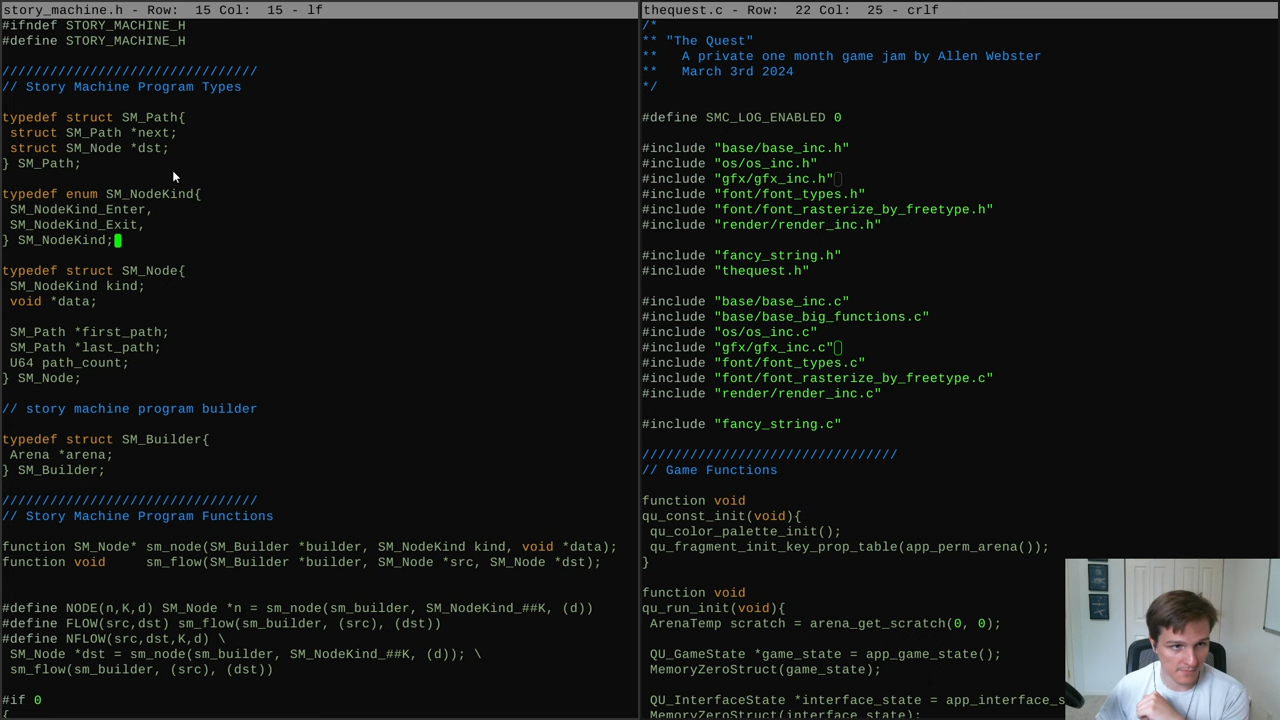 story_machine.h - Row:  15 Col:  15 - lf
#ifndef STORY_MACHINE_H
#define STORY_MACHINE_H
////////////////////////////////
// Story Machine Program Types
typedef struct SM_Path{
struct SM_Path *next;
struct SM_Node *dst;
} SM_Path;
typedef enum SM_NodeKind{
SM_NodeKind_Enter,
SM_NodeKind_Exit,
} SM_NodeKind;
typedef struct SM_Node{
SM_NodeKind kind;
void *data;
SM_Path *first_path;
SM_Path *last_path;
U64 path_count;
} SM_Node;
// story machine program builder
typedef struct SM_Builder{
Arena *arena;
} SM_Builder;
////////////////////////////////
// Story Machine Program Functions
function SM_Node* sm_node(SM_Builder *builder, SM_NodeKind kind, void *data);
function void     sm_flow(SM_Builder *builder, SM_Node *src, SM_Node *dst);
#define NODE(n,K,d) SM_Node *n = sm_node(sm_builder, SM_NodeKind_##K, (d))
#define FLOW(src,dst) sm_flow(sm_builder, (src), (dst))
#define NFLOW(src,dst,K,d) \
SM_Node *dst = sm_node(sm_builder, SM_NodeKind_##K, (d)); \
sm_flow(sm_builder, (src), (dst))
#if 0
{
thequest.c - Row:  22 Col:  25 - crlf
/*
** "The Quest"
**   A private one month game jam by Allen Webster
**   March 3rd 2024
*/
#define SMC_LOG_ENABLED 0
#include "base/base_inc.h"
#include "os/os_inc.h"
#include "gfx/gfx_inc.h"
#include "font/font_types.h"
#include "font/font_rasterize_by_freetype.h"
#include "render/render_inc.h"
#include "fancy_string.h"
#include "thequest.h"
#include "base/base_inc.c"
#include "base/base_big_functions.c"
#include "os/os_inc.c"
#include "gfx/gfx_inc.c"
#include "font/font_types.c"
#include "font/font_rasterize_by_freetype.c"
#include "render/render_inc.c"
#include "fancy_string.c"
////////////////////////////////
// Game Functions
function void
qu_const_init(void){
qu_color_palette_init();
qu_fragment_init_key_prop_table(app_perm_arena());
}
function void
qu_run_init(void){
ArenaTemp scratch = arena_get_scratch(0, 0);
QU_GameState *game_state = app_game_state();
MemoryZeroStruct(game_state);
QU_InterfaceState *interface_state = app_interface_s
MemoryZeroStruct(interface_state);